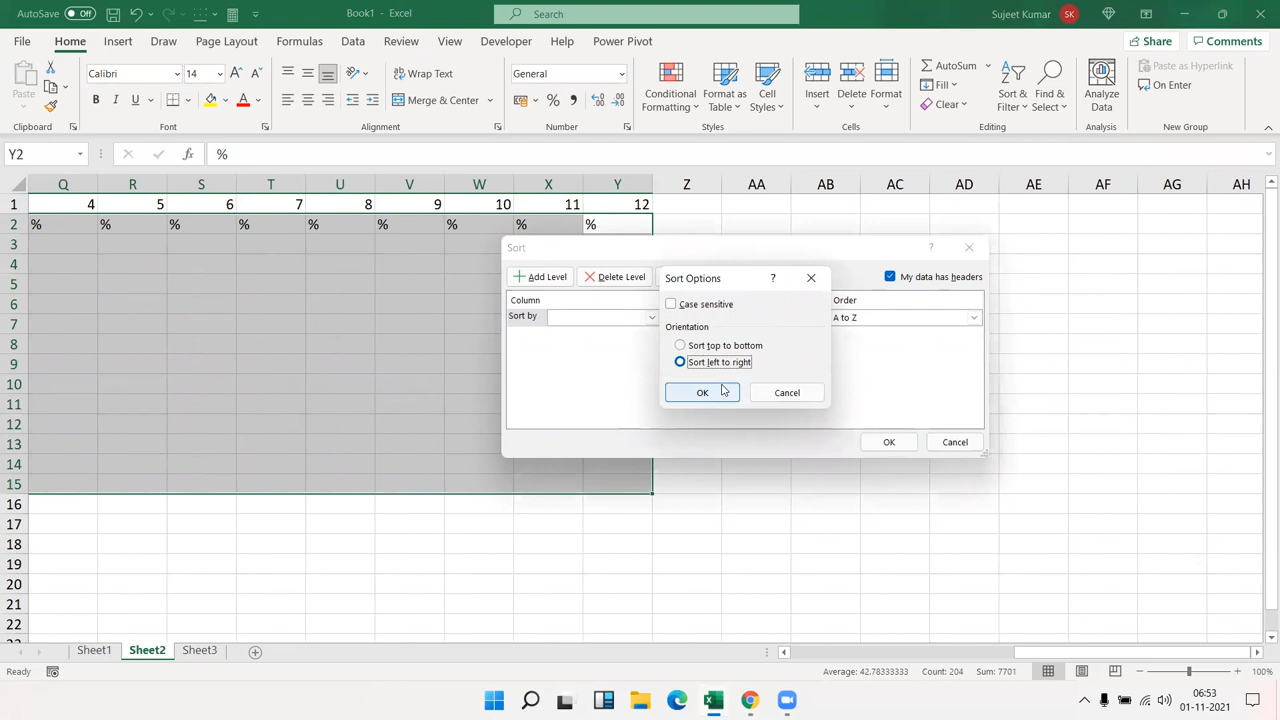 AutoSave Off Book1 - Excel Search Sujeet Kumar SK
File Home Insert Draw Page Layout Formulas Data Review View Developer Help Power Pivot Share Comments
Paste Calibri 14 Wrap Text General Conditional Formatting Format as Table Cell Styles Insert Delete Format AutoSum Sort & Filter Find & Select Analyze Data Paste as Hyperlink
B I U A Merge & Center % Fill Clear On Enter
Clipboard Font Alignment Number Styles Cells Editing Analysis New Group
Y2 fx %
Q R S T U V W X Y Z AA AB AC AD AE AF AG AH
1 4 5 6 7 8 9 10 11 12
2 % % % % % % % % %
3
4
5
6
7
8
9
10
11
12
13
14
15
16
17
18
19
20
21
22
Sort ?
Add Level Delete Level My data has headers
Column Order
Sort by A to Z
OK Cancel
Sort Options ?
Case sensitive
Orientation
Sort top to bottom
Sort left to right
OK Cancel
Sheet1 Sheet2 Sheet3
Ready Average: 42.78333333 Count: 204 Sum: 7701 100%
06:53
01-11-2021